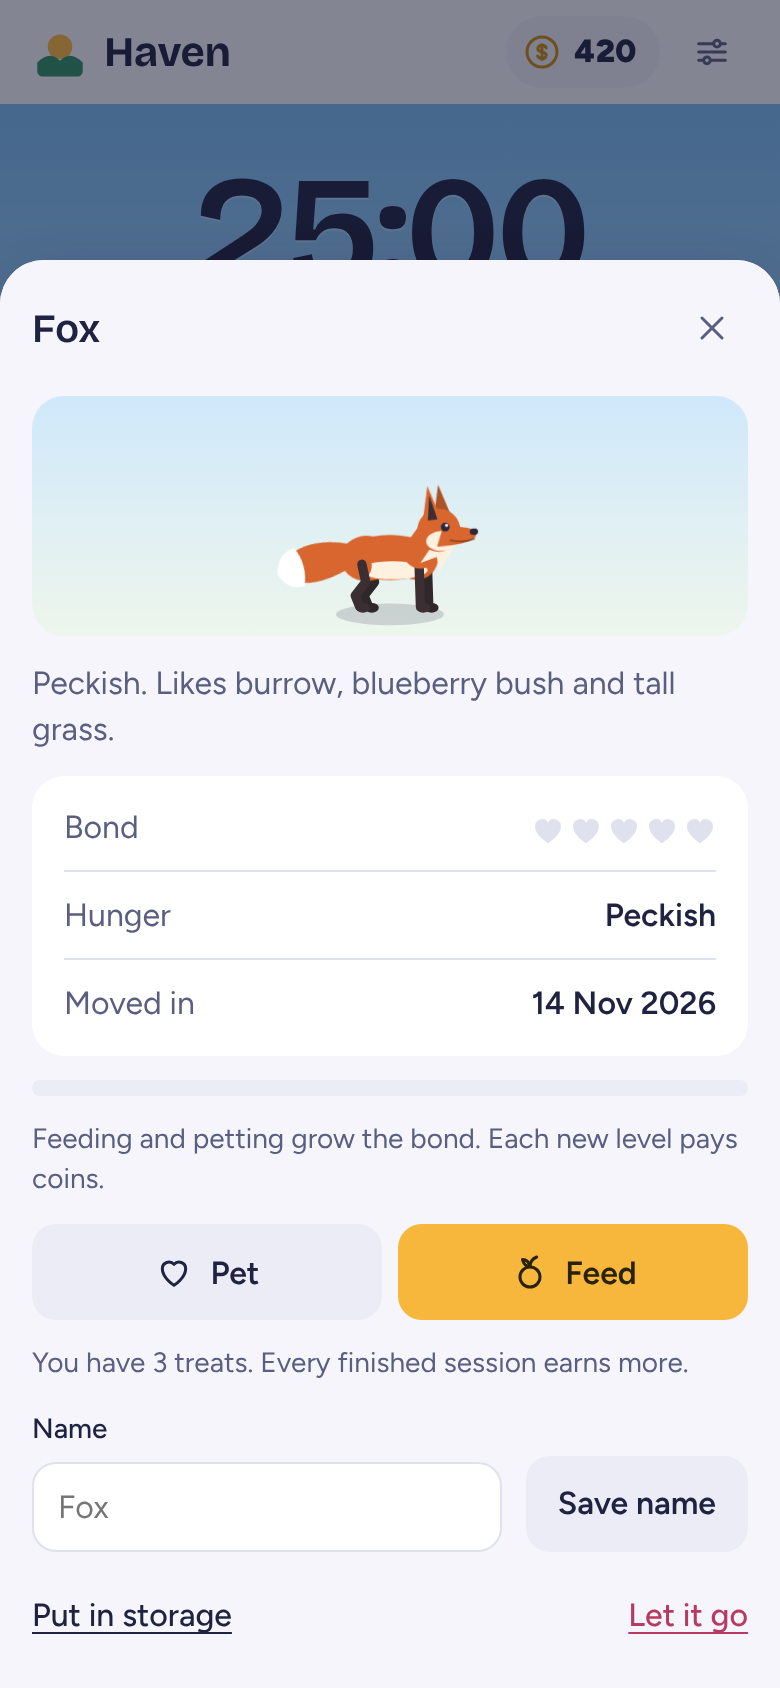 Haven
420
25:00
Fox
Peckish. Likes burrow, blueberry bush and tall
grass.
Bond
Hunger Peckish
Moved in 14 Nov 2026
Feeding and petting grow the bond. Each new level pays
coins.
Pet Feed
You have 3 treats. Every finished session earns more.
Name
Fox Save name
Put in storage Let it go